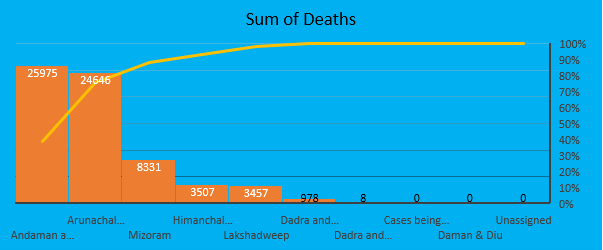 Sum of Deaths
100%
90%
80%
70%
60%
50%
40%
30%
20%
10%
0%
25975
24646
8331
3507
3457
978
8
0
0
0
Arunachal...
Himanchal...
Dadra and...
Cases being...
Unassigned
Andaman a...
Mizoram
Lakshadweep
Dadra and...
Daman & Diu